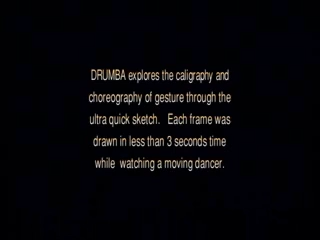 DRUMBA explores the caligraphy and
choreography of gesture through the
ultra quick sketch. Each frame was
drawn in less than 3 seconds time
while watching a moving dancer.